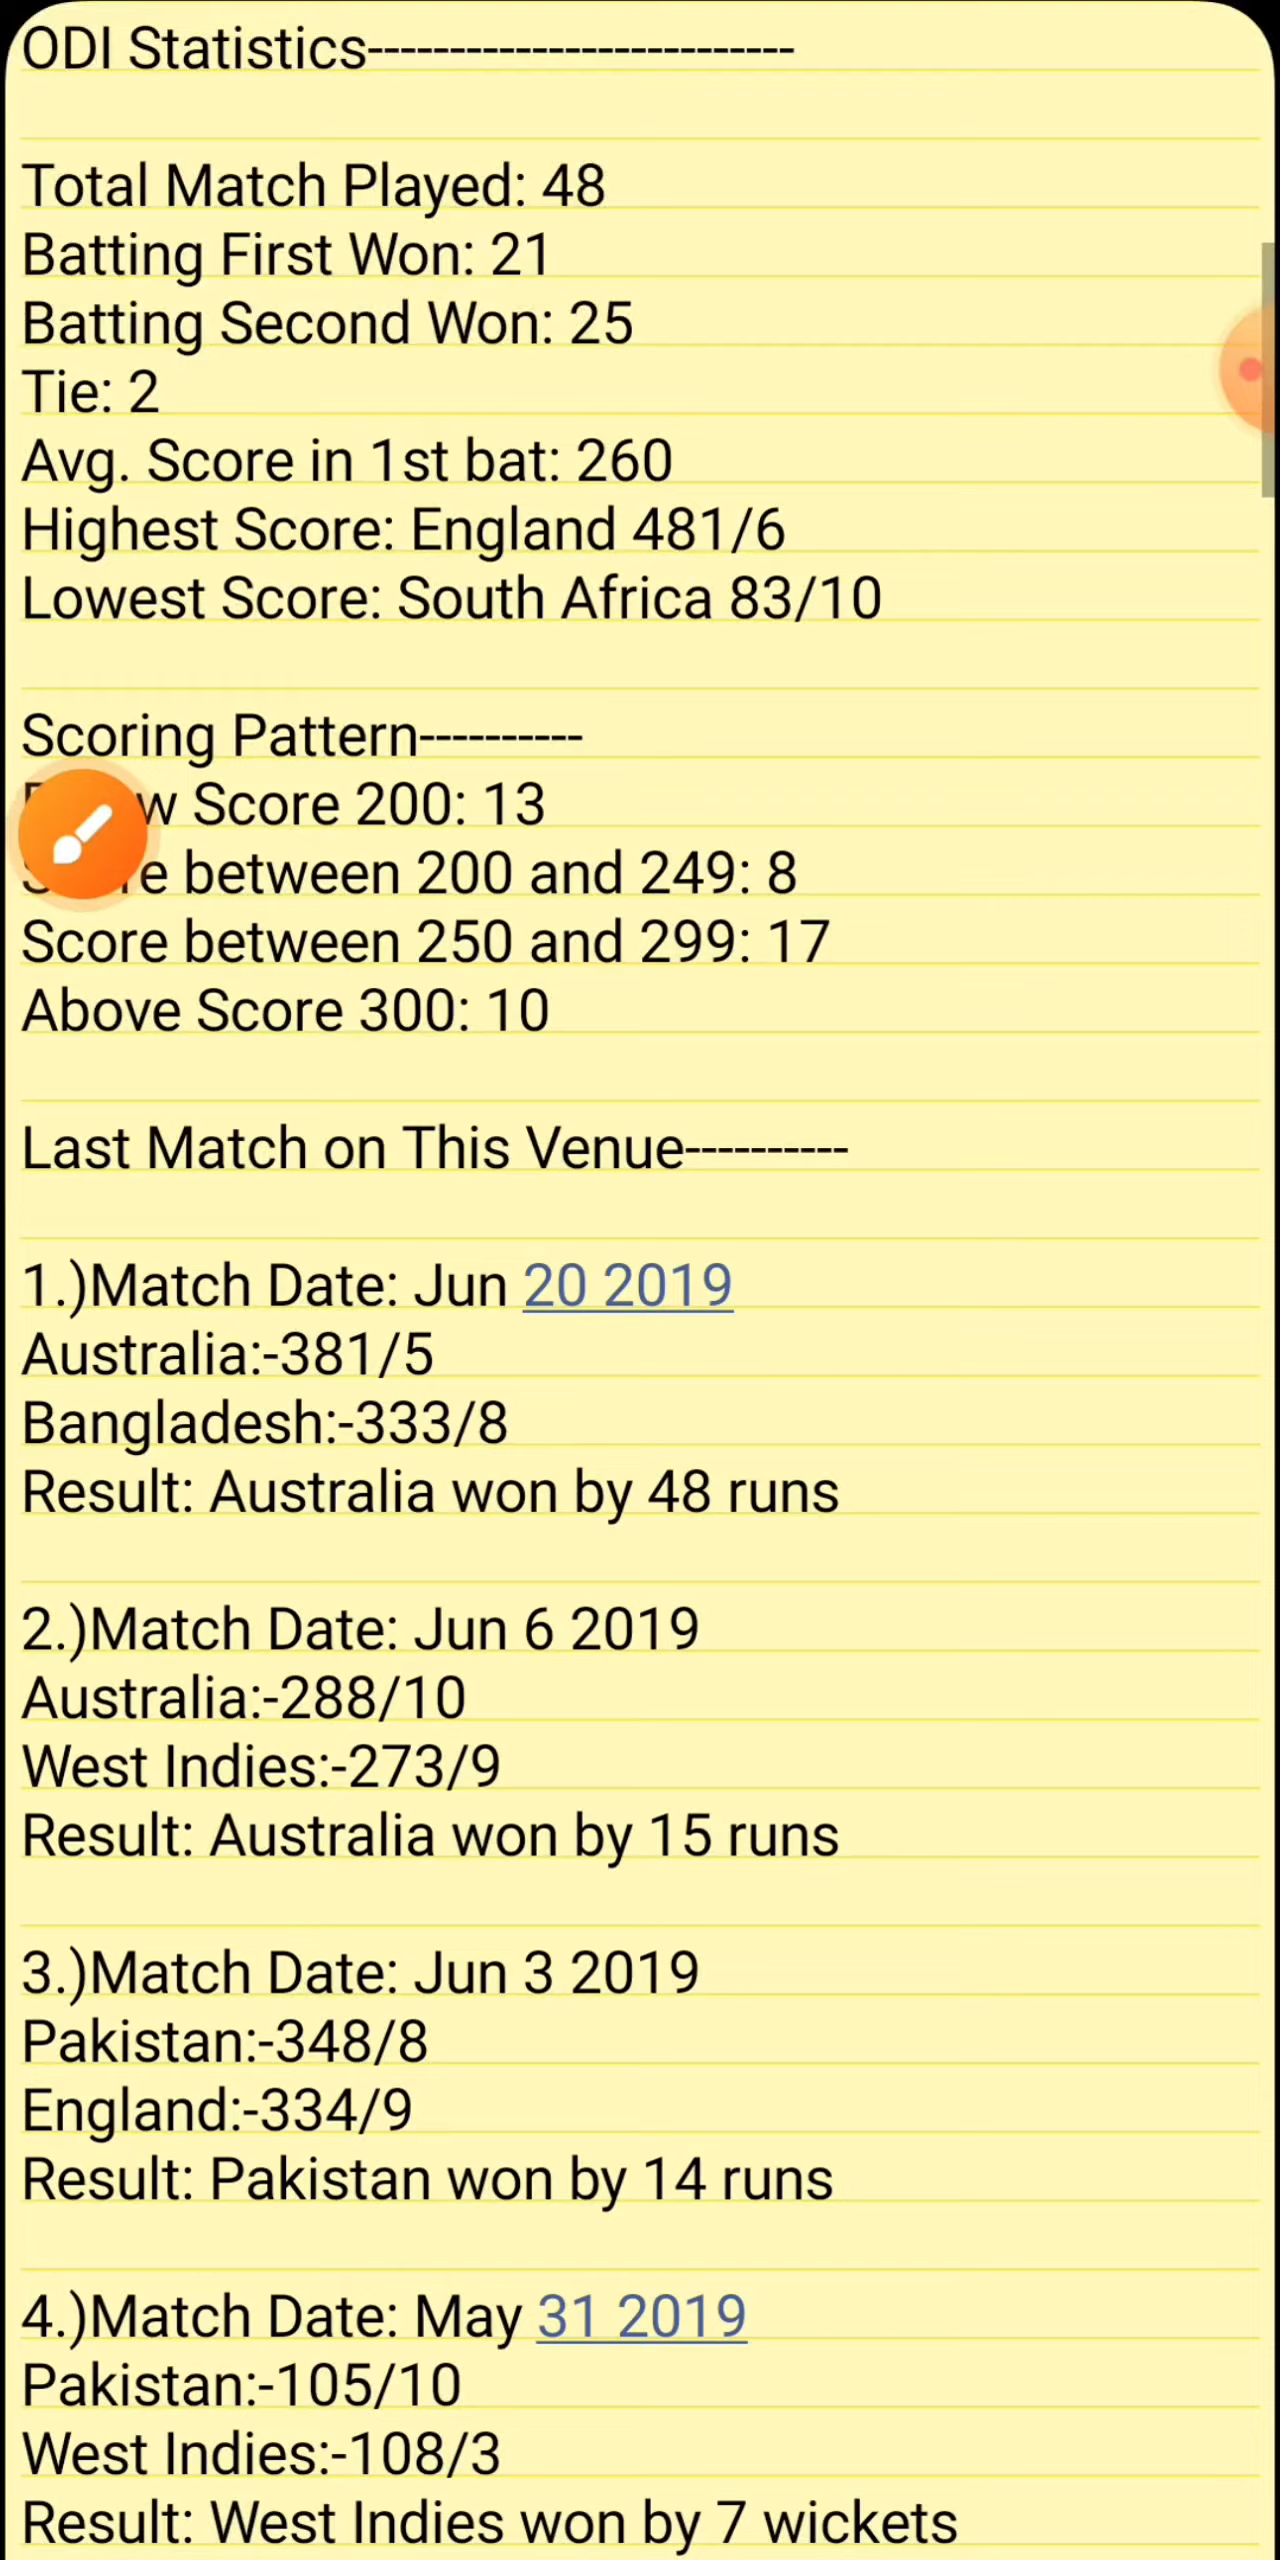 ODI Statistics--------------------------
Total Match Played: 48
Batting First Won: 21
Batting Second Won: 25
Tie: 2
Avg. Score in 1st bat: 260
Highest Score: England 481/6
Lowest Score: South Africa 83/10
Scoring Pattern----------
w Score 200: 13
e between 200 and 249: 8
Score between 250 and 299: 17
Above Score 300: 10
Last Match on This Venue----------
1.)Match Date: Jun 20 2019
Australia:-381/5
Bangladesh:-333/8
Result: Australia won by 48 runs
2.)Match Date: Jun 6 2019
Australia:-288/10
West Indies:-273/9
Result: Australia won by 15 runs
3.)Match Date: Jun 3 2019
Pakistan:-348/8
England:-334/9
Result: Pakistan won by 14 runs
4.)Match Date: May 31 2019
Pakistan:-105/10
West Indies:-108/3
Result: West Indies won by 7 wickets